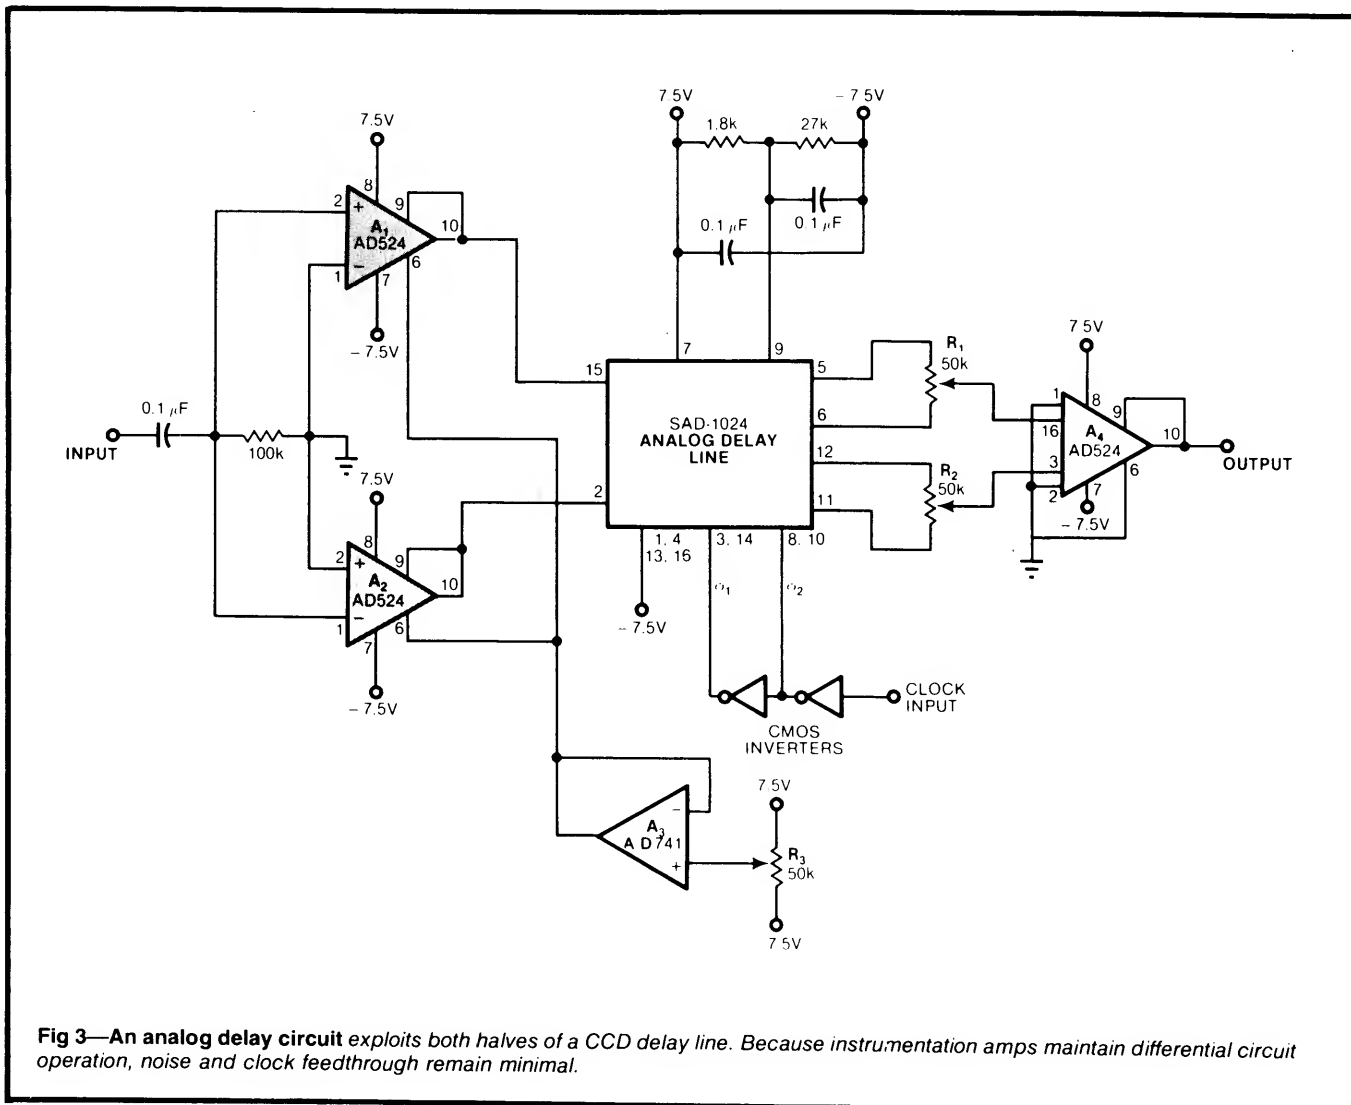 7.5V
– 7.5V
1.8k
27k
7.5V
0.1 µF
0.1 µF
2
+
8
9
A₁
AD524
10
–
1
7
6
– 7.5V
7
9
15
SAD-1024
ANALOG DELAY
LINE
5
6
12
11
2
R₁
50k
R₂
50k
7 5V
1
8
9
16
A₄
AD524
10
3
2
7
6
– 7.5V
OUTPUT
0.1 µF
INPUT
100k
7.5V
2
+
8
9
A₂
AD524
10
–
1
7
6
– 7.5V
1, 4
13, 16
3, 14
8, 10
– 7.5V
ø₁
ø₂
CLOCK
INPUT
CMOS
INVERTERS
–
A₃
A D741
+
7.5V
R₃
50k
7 5V
Fig 3—An analog delay circuit exploits both halves of a CCD delay line. Because instrumentation amps maintain differential circuit
operation, noise and clock feedthrough remain minimal.